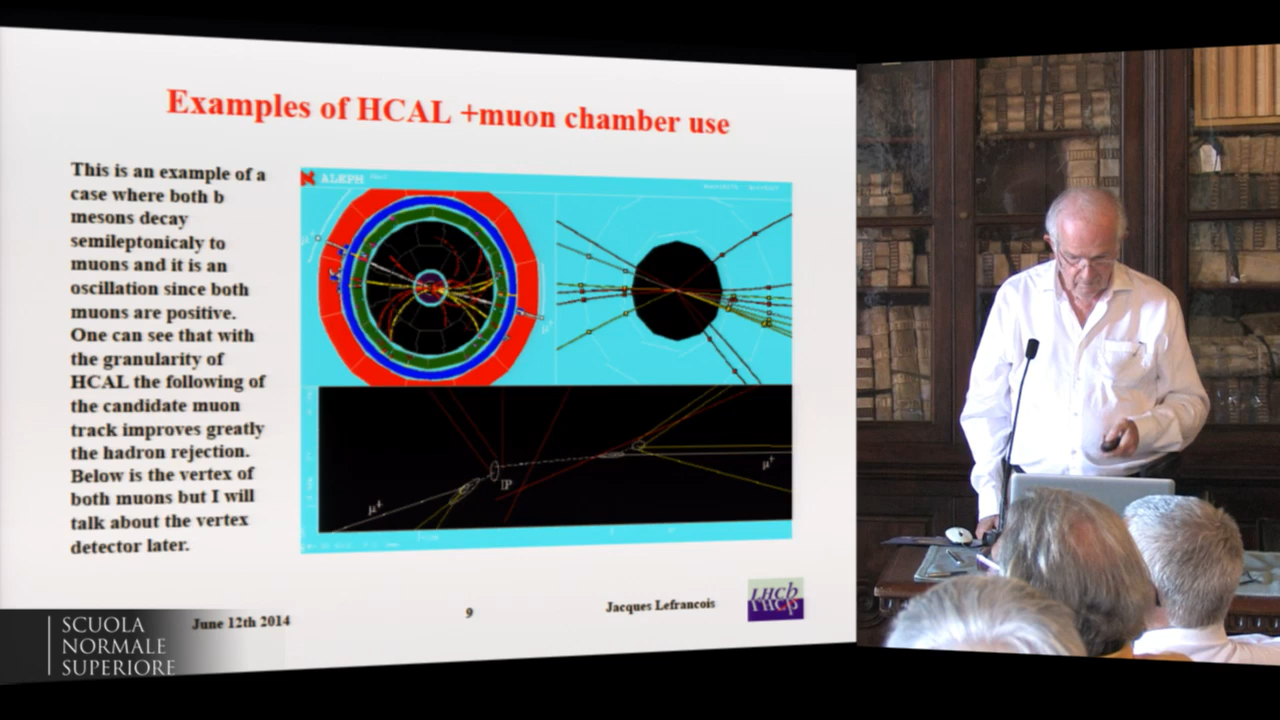 Examples of HCAL +muon chamber use
This is an example of a
case where both b
mesons decay
semileptonicaly to
muons and it is an
oscillation since both
muons are positive.
One can see that with
the granularity of
HCAL the following of
the candidate muon
track improves greatly
the hadron rejection.
Below is the vertex of
both muons but I will
talk about the vertex
detector later.
ALEPH
μ+
IP
μ+
June 12th 2014
9
Jacques Lefrancois
LHCb
LHCp
SCUOLA
NORMALE
SUPERIORE